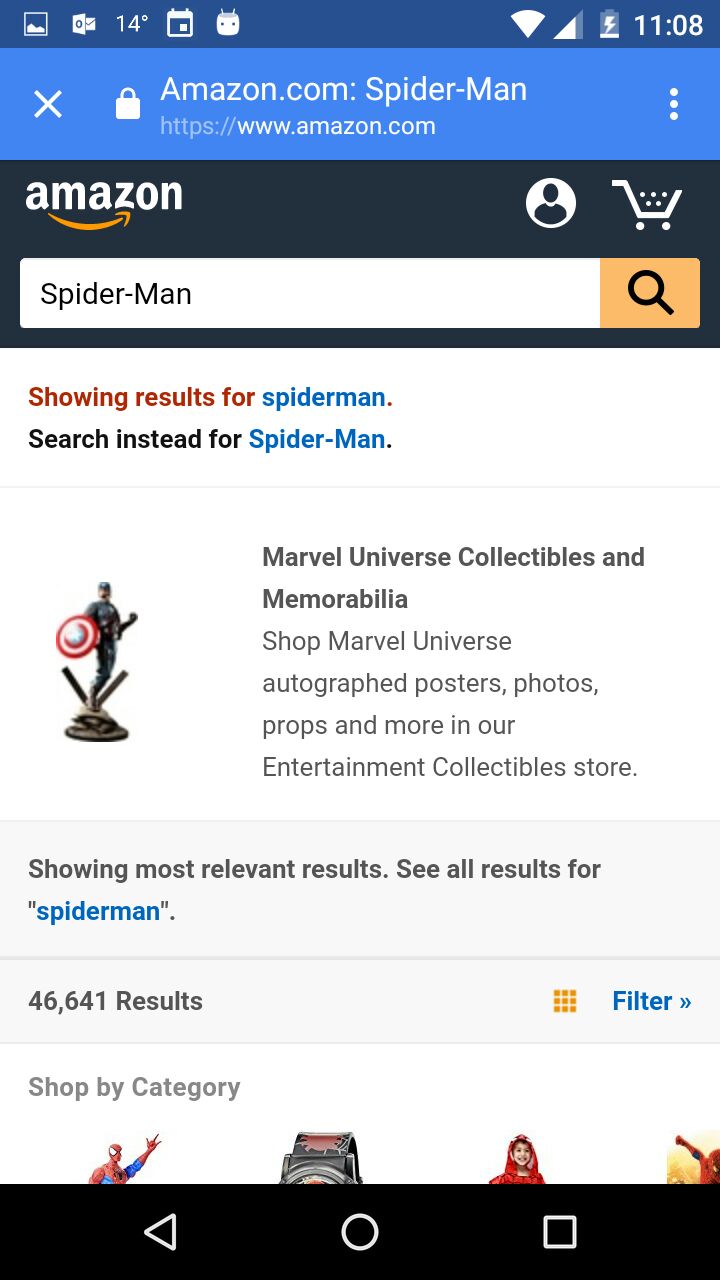 14° 11:08
Amazon.com: Spider-Man
https://www.amazon.com
amazon
Spider-Man
Showing results for spiderman.
Search instead for Spider-Man.
Marvel Universe Collectibles and
Memorabilia
Shop Marvel Universe
autographed posters, photos,
props and more in our
Entertainment Collectibles store.
Showing most relevant results. See all results for
"spiderman".
46,641 Results Filter »
Shop by Category